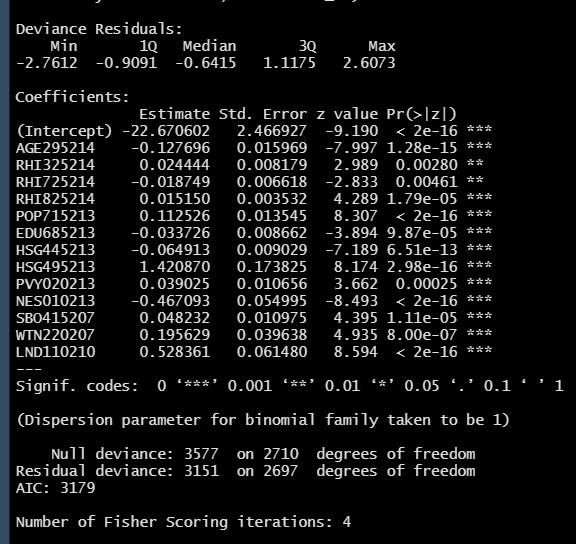 Deviance Residuals:
    Min       1Q   Median       3Q      Max
-2.7612  -0.9091  -0.6415   1.1175   2.6073

Coefficients:
              Estimate Std. Error z value Pr(>|z|)
(Intercept) -22.670602   2.466927  -9.190  < 2e-16 ***
AGE295214    -0.127696   0.015969  -7.997 1.28e-15 ***
RHI325214     0.024444   0.008179   2.989  0.00280 **
RHI725214    -0.018749   0.006618  -2.833  0.00461 **
RHI825214     0.015150   0.003532   4.289 1.79e-05 ***
POP715213     0.112526   0.013545   8.307  < 2e-16 ***
EDU685213    -0.033726   0.008662  -3.894 9.87e-05 ***
HSG445213    -0.064913   0.009029  -7.189 6.51e-13 ***
HSG495213     1.420870   0.173825   8.174 2.98e-16 ***
PVY020213     0.039025   0.010656   3.662  0.00025 ***
NES010213    -0.467093   0.054995  -8.493  < 2e-16 ***
SBO415207     0.048232   0.010975   4.395 1.11e-05 ***
WTN220207     0.195629   0.039638   4.935 8.00e-07 ***
LND110210     0.528361   0.061480   8.594  < 2e-16 ***
---
Signif. codes:  0 ‘***’ 0.001 ‘**’ 0.01 ‘*’ 0.05 ‘.’ 0.1 ‘ ’ 1

(Dispersion parameter for binomial family taken to be 1)

    Null deviance: 3577  on 2710  degrees of freedom
Residual deviance: 3151  on 2697  degrees of freedom
AIC: 3179

Number of Fisher Scoring iterations: 4